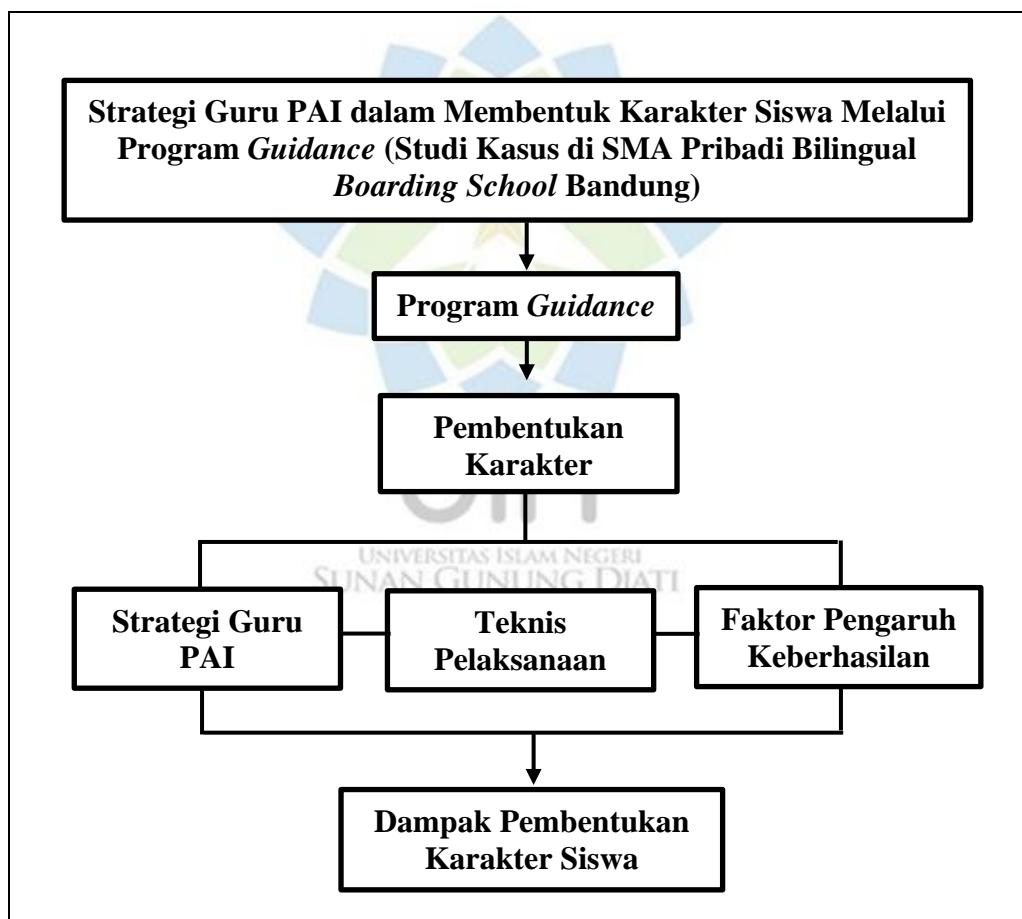 Strategi Guru PAI dalam Membentuk Karakter Siswa Melalui
Program Guidance (Studi Kasus di SMA Pribadi Bilingual
Boarding School Bandung)
Program Guidance
Pembentukan
Karakter
UNIVERSITAS ISLAM NEGERI
SUNAN GUNUNG DJATI
Strategi Guru
PAI
Teknis
Pelaksanaan
Faktor Pengaruh
Keberhasilan
Dampak Pembentukan
Karakter Siswa